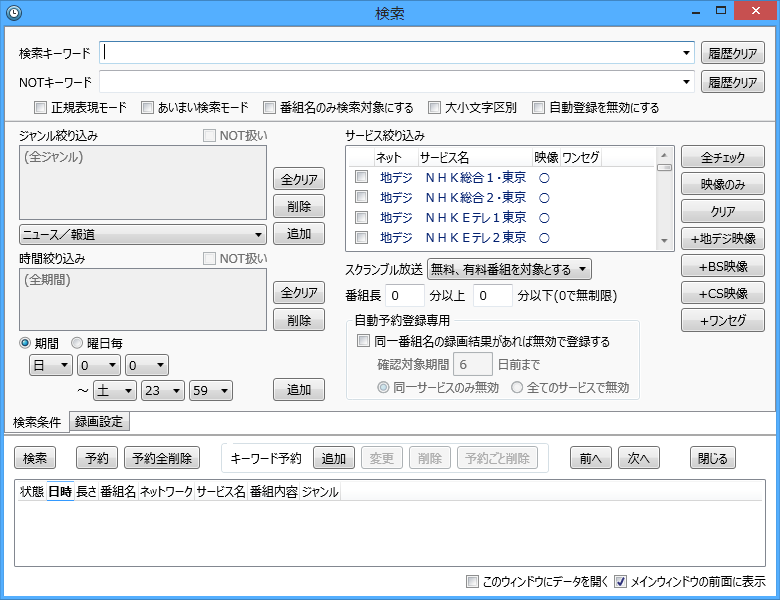 検索
検索キーワード 履歴クリア
NOTキーワード 履歴クリア
正規表現モード あいまい検索モード 番組名のみ検索対象にする 大小文字区別 自動登録を無効にする
ジャンル絞り込み NOT扱い
(全ジャンル)
全クリア
削除
ニュース／報道 追加
時間絞り込み NOT扱い
(全期間)
全クリア
削除
期間 曜日毎
日 0 0
～ 土 23 59 追加
サービス絞り込み
ネット サービス名 映像 ワンセグ
地デジ ＮＨＫ総合１・東京 ○
地デジ ＮＨＫ総合２・東京 ○
地デジ ＮＨＫＥテレ１東京 ○
地デジ ＮＨＫＥテレ２東京 ○
全チェック
映像のみ
クリア
+地デジ映像
+BS映像
+CS映像
+ワンセグ
スクランブル放送 無料、有料番組を対象とする
番組長 0 分以上 0 分以下(0で無制限)
自動予約登録専用
同一番組名の録画結果があれば無効で登録する
確認対象期間 6 日前まで
同一サービスのみ無効 全てのサービスで無効
検索条件 録画設定
検索 予約 予約全削除 キーワード予約 追加 変更 削除 予約ごと削除 前へ 次へ 閉じる
状態 日時 長さ 番組名 ネットワーク サービス名 番組内容 ジャンル
このウィンドウにデータを開く メインウィンドウの前面に表示